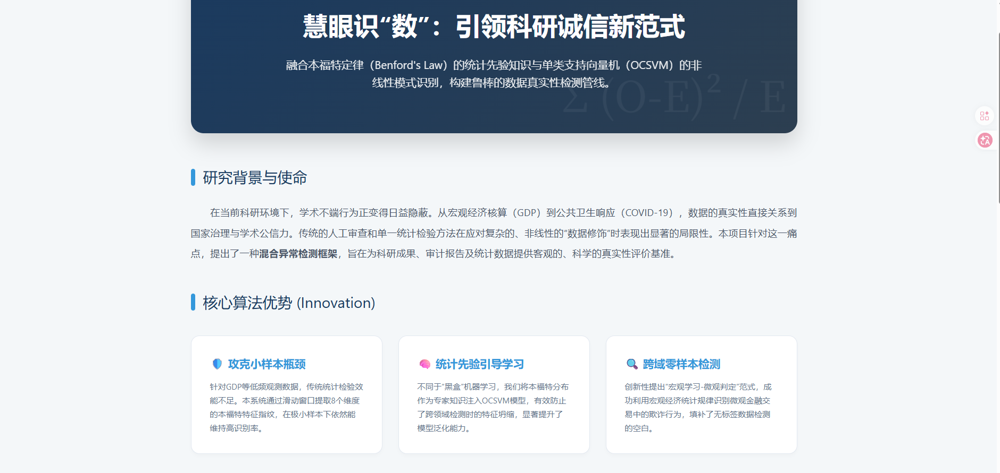 慧眼识“数”：引领科研诚信新范式
融合本福特定律（Benford's Law）的统计先验知识与单类支持向量机（OCSVM）的非
线性模式识别，构建鲁棒的数据真实性检测管线。
Σ (O-E)² / E
研究背景与使命
在当前科研环境下，学术不端行为正变得日益隐蔽。从宏观经济核算（GDP）到公共卫生响应（COVID-19），数据的真实性直接关系到
国家治理与学术公信力。传统的人工审查和单一统计检验方法在应对复杂的、非线性的“数据修饰”时表现出显著的局限性。本项目针对这一痛
点，提出了一种混合异常检测框架，旨在为科研成果、审计报告及统计数据提供客观的、科学的真实性评价基准。
核心算法优势 (Innovation)
攻克小样本瓶颈
针对GDP等低频观测数据，传统统计检验效
能不足。本系统通过滑动窗口提取8个维度
的本福特特征指纹，在极小样本下依然能
维持高识别率。
统计先验引导学习
不同于“黑盒”机器学习，我们将本福特分布
作为专家知识注入OCSVM模型，有效防止
了跨领域检测时的特征坍缩，显著提升了
模型泛化能力。
跨域零样本检测
创新性提出“宏观学习-微观判定”范式，成
功利用宏观经济统计规律识别微观金融交
易中的欺诈行为，填补了无标签数据检测
的空白。